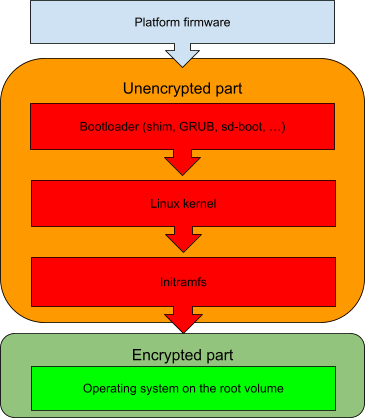 Platform firmware
Unencrypted part
Bootloader (shim, GRUB, sd-boot, …)
Linux kernel
Initramfs
Encrypted part
Operating system on the root volume